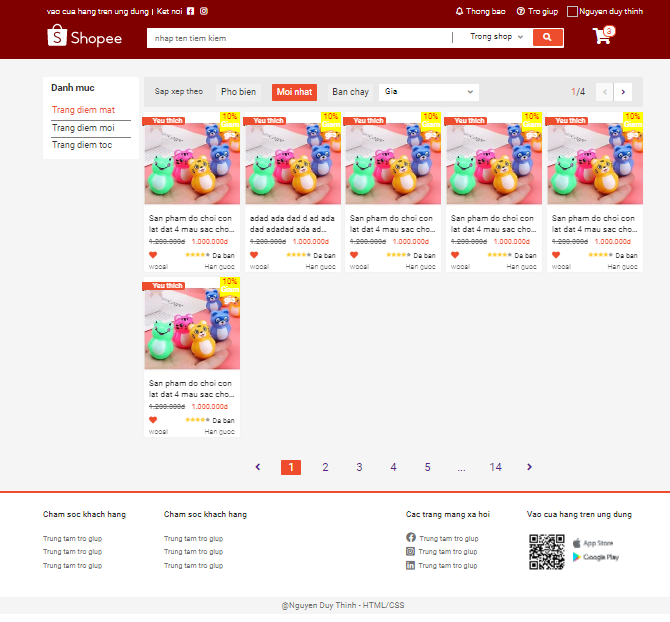 vao cua hang tren ung dung | Ket noi
Thong bao Tro giup Nguyen duy thinh
Shopee
nhap ten tiem kiem
Trong shop
3
Danh muc
Trang diem mat
Trang diem moi
Trang diem toc
Sap xep theo Pho bien Moi nhat Ban chay Gia 1/4
Yeu thich 10% Yeu thich 10% Yeu thich 10% Yeu thich 10% Yeu thich 10%
San pham do choi con lat dat 4 mau sac cho...
1.200.000đ 1.000.000đ
Da ban
wooal Han quoc
adad ada dad d ad ada dad adadad ada ad...
1.200.000đ 1.000.000đ
Da ban
wooal Han quoc
San pham do choi con lat dat 4 mau sac cho...
1.200.000đ 1.000.000đ
Da ban
wooal Han quoc
San pham do choi con lat dat 4 mau sac cho...
1.200.000đ 1.000.000đ
Da ban
wooal Han quoc
San pham do choi con lat dat 4 mau sac cho...
1.200.000đ 1.000.000đ
Da ban
wooal Han quoc
Yeu thich 10%
San pham do choi con lat dat 4 mau sac cho...
1.200.000đ 1.000.000đ
Da ban
wooal Han quoc
1 2 3 4 5 ... 14
Cham soc khach hang
Trung tam tro giup
Trung tam tro giup
Trung tam tro giup
Cham soc khach hang
Trung tam tro giup
Trung tam tro giup
Trung tam tro giup
Cac trang mang xa hoi
Trung tam tro giup
Trung tam tro giup
Trung tam tro giup
Vao cua hang tren ung dung
App Store
Google Play
@Nguyen Duy Thinh - HTML/CSS